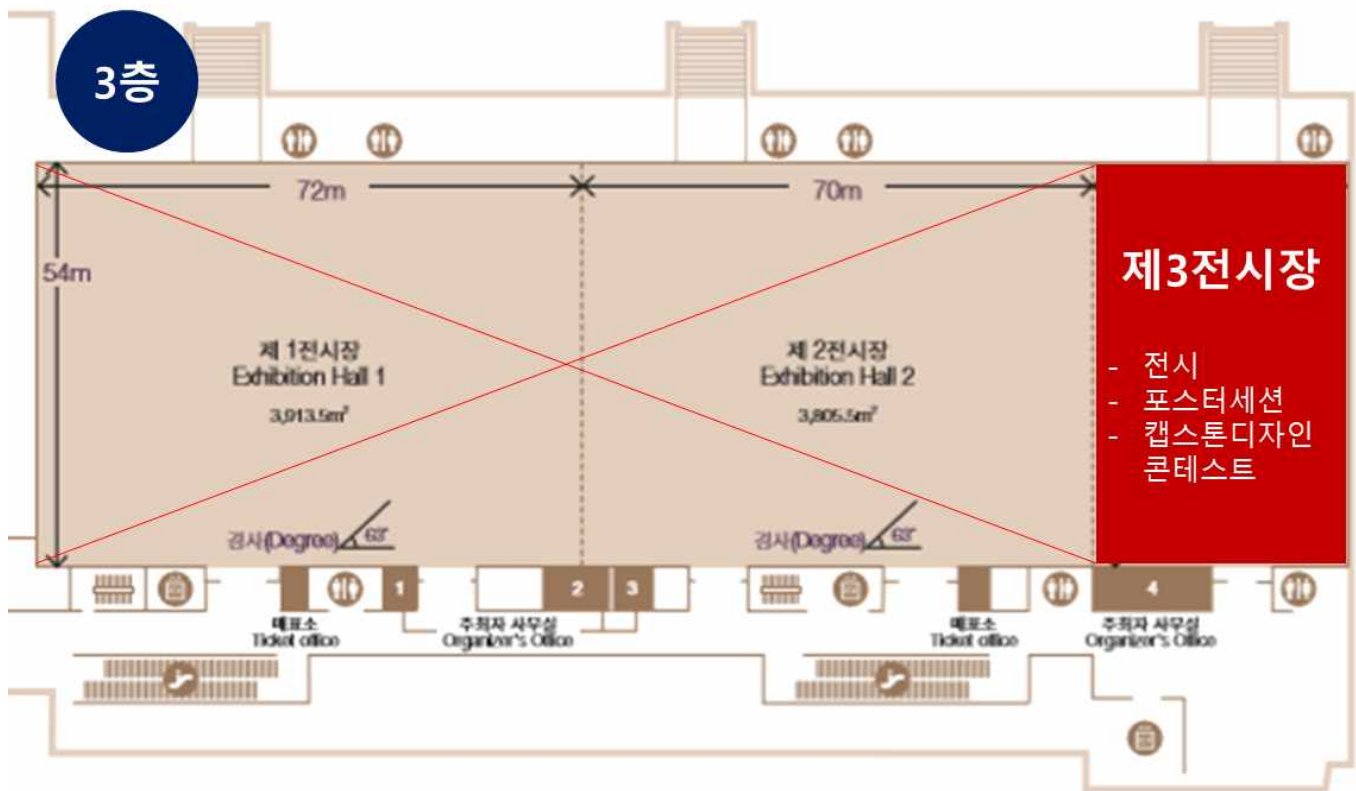 3층
72m
70m
54m
제3전시장
- 전시
- 포스터세션
- 캡스톤디자인
콘테스트
제 1전시장
Exhibition Hall 1
3,913.5m²
제 2전시장
Exhibition Hall 2
3,805.5m²
경사(Degree) 63°
경사(Degree) 63°
1
2
3
4
매표소
Ticket office
주최자 사무실
Organizer's Office
매표소
Ticket office
주최자 사무실
Organizer's Office